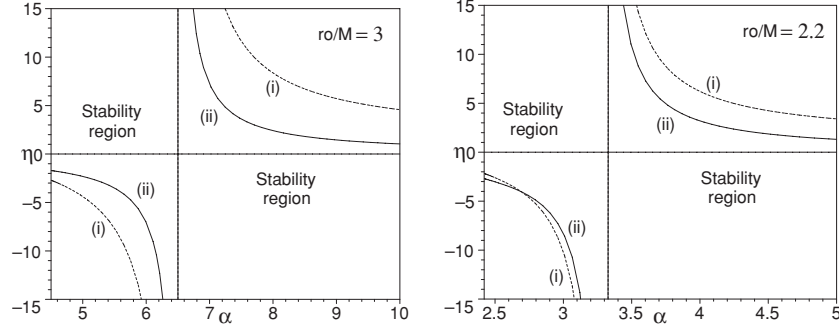 15
10
5
η0
−5
−10
−15
ro/M = 3
(i)
(ii)
Stability
region
Stability
region
(ii)
(i)
5
6
7
α
8
9
10
15
10
5
η0
−5
−10
−15
ro/M = 2.2
(i)
(ii)
Stability
region
Stability
region
(ii)
(i)
2.5
3
3.5
α
4
4.5
5